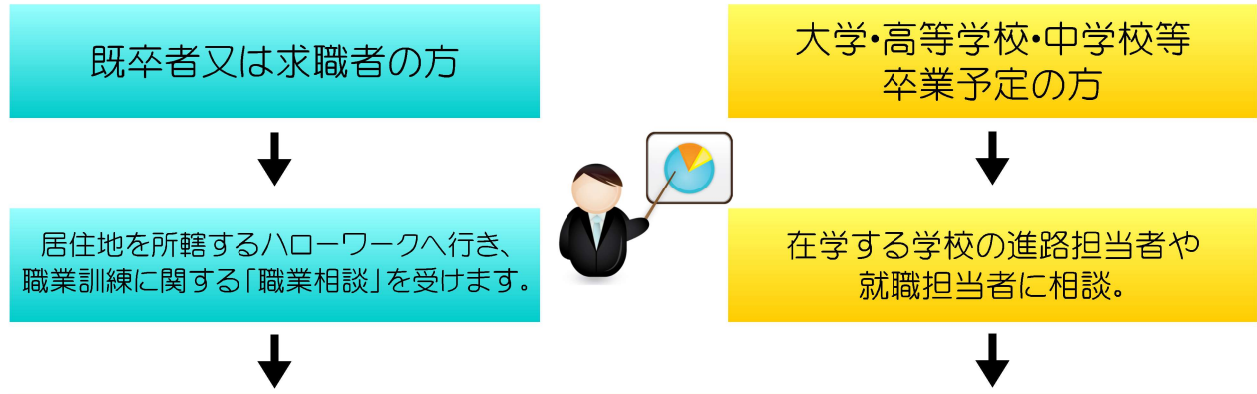 既卒者又は求職者の方
大学・高等学校・中学校等
卒業予定の方
居住地を所轄するハローワークへ行き、
職業訓練に関する「職業相談」を受けます。
在学する学校の進路担当者や
就職担当者に相談。